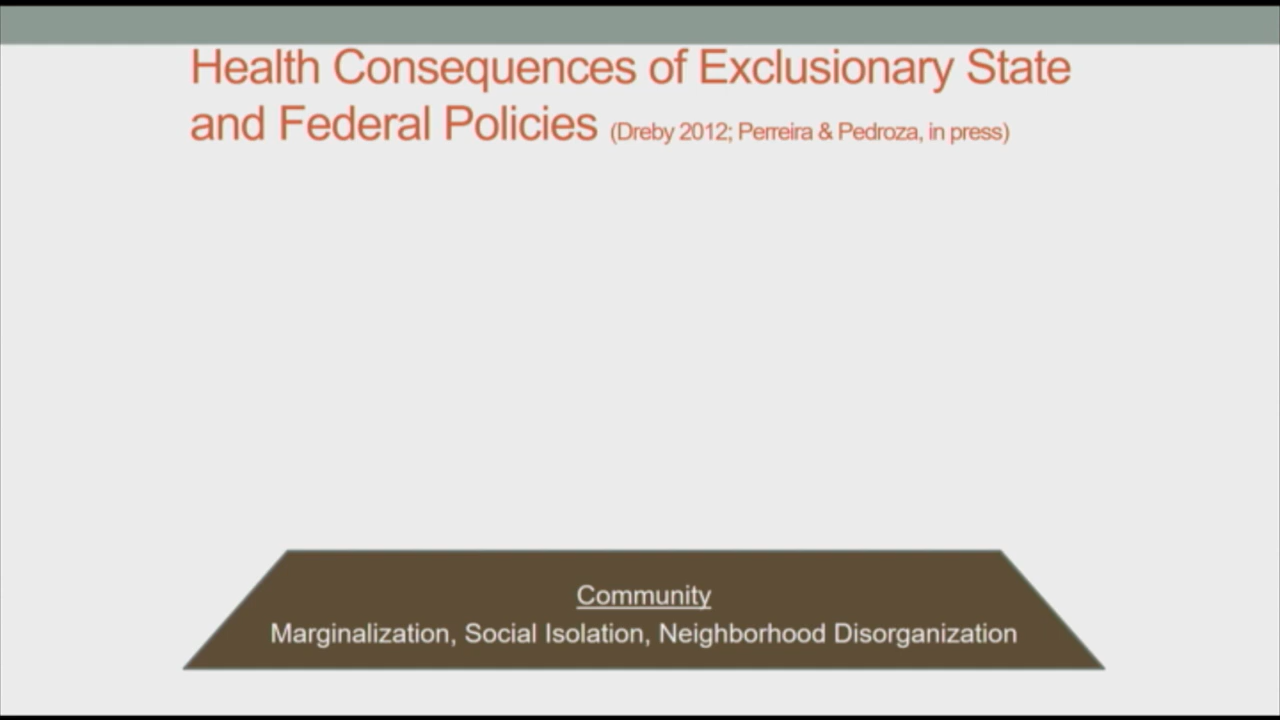 Health Consequences of Exclusionary State
and Federal Policies (Dreby 2012; Perreira & Pedroza, in press)
Community
Marginalization, Social Isolation, Neighborhood Disorganization